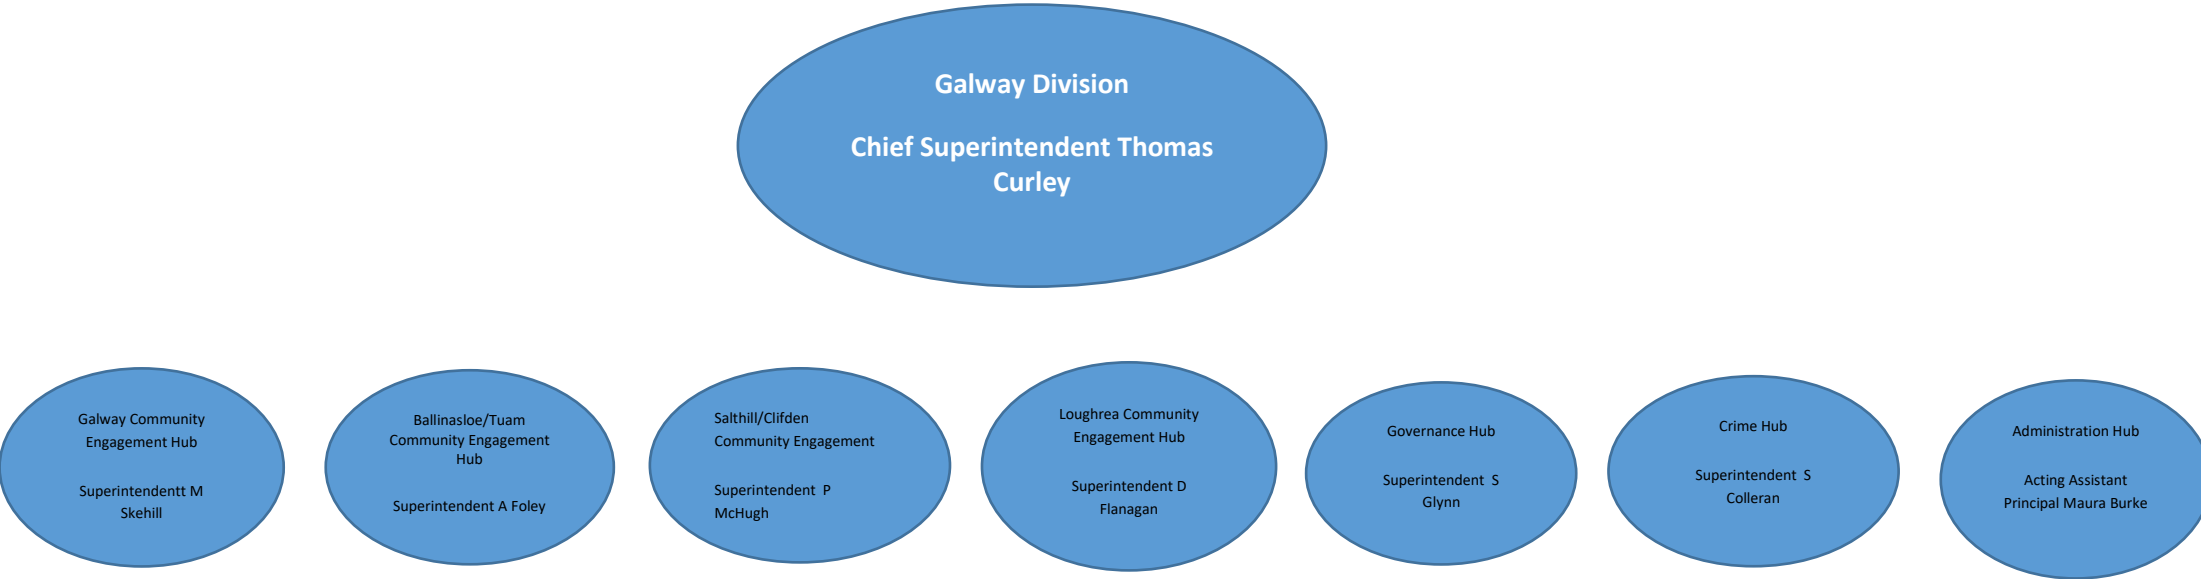 Galway Division
Chief Superintendent Thomas
Curley
Galway Community
Engagement Hub
Superintendentt M
Skehill
Ballinasloe/Tuam
Community Engagement
Hub
Superintendent A Foley
Salthill/Clifden
Community Engagement
Superintendent P
McHugh
Loughrea Community
Engagement Hub
Superintendent D
Flanagan
Governance Hub
Superintendent S
Glynn
Crime Hub
Superintendent S
Colleran
Administration Hub
Acting Assistant
Principal Maura Burke